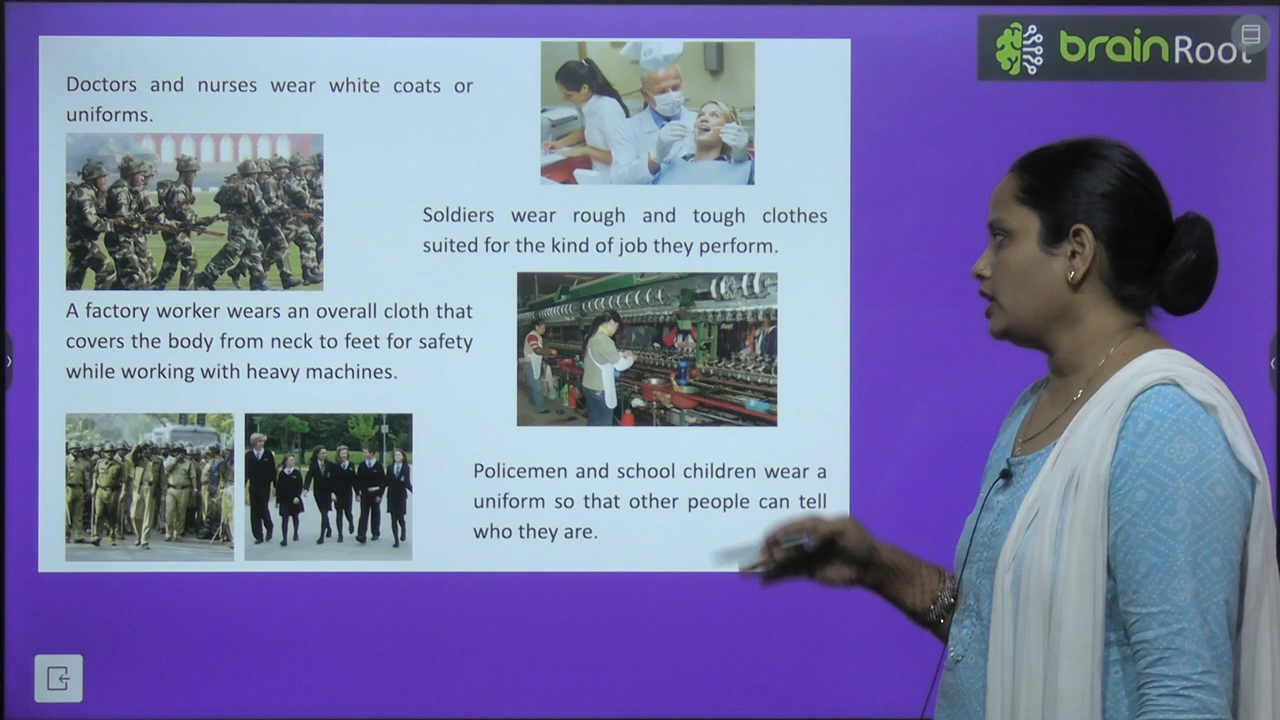 brainRoot
Doctors and nurses wear white coats or
uniforms.
Soldiers wear rough and tough clothes
suited for the kind of job they perform.
A factory worker wears an overall cloth that
covers the body from neck to feet for safety
while working with heavy machines.
Policemen and school children wear a
uniform so that other people can tell
who they are.